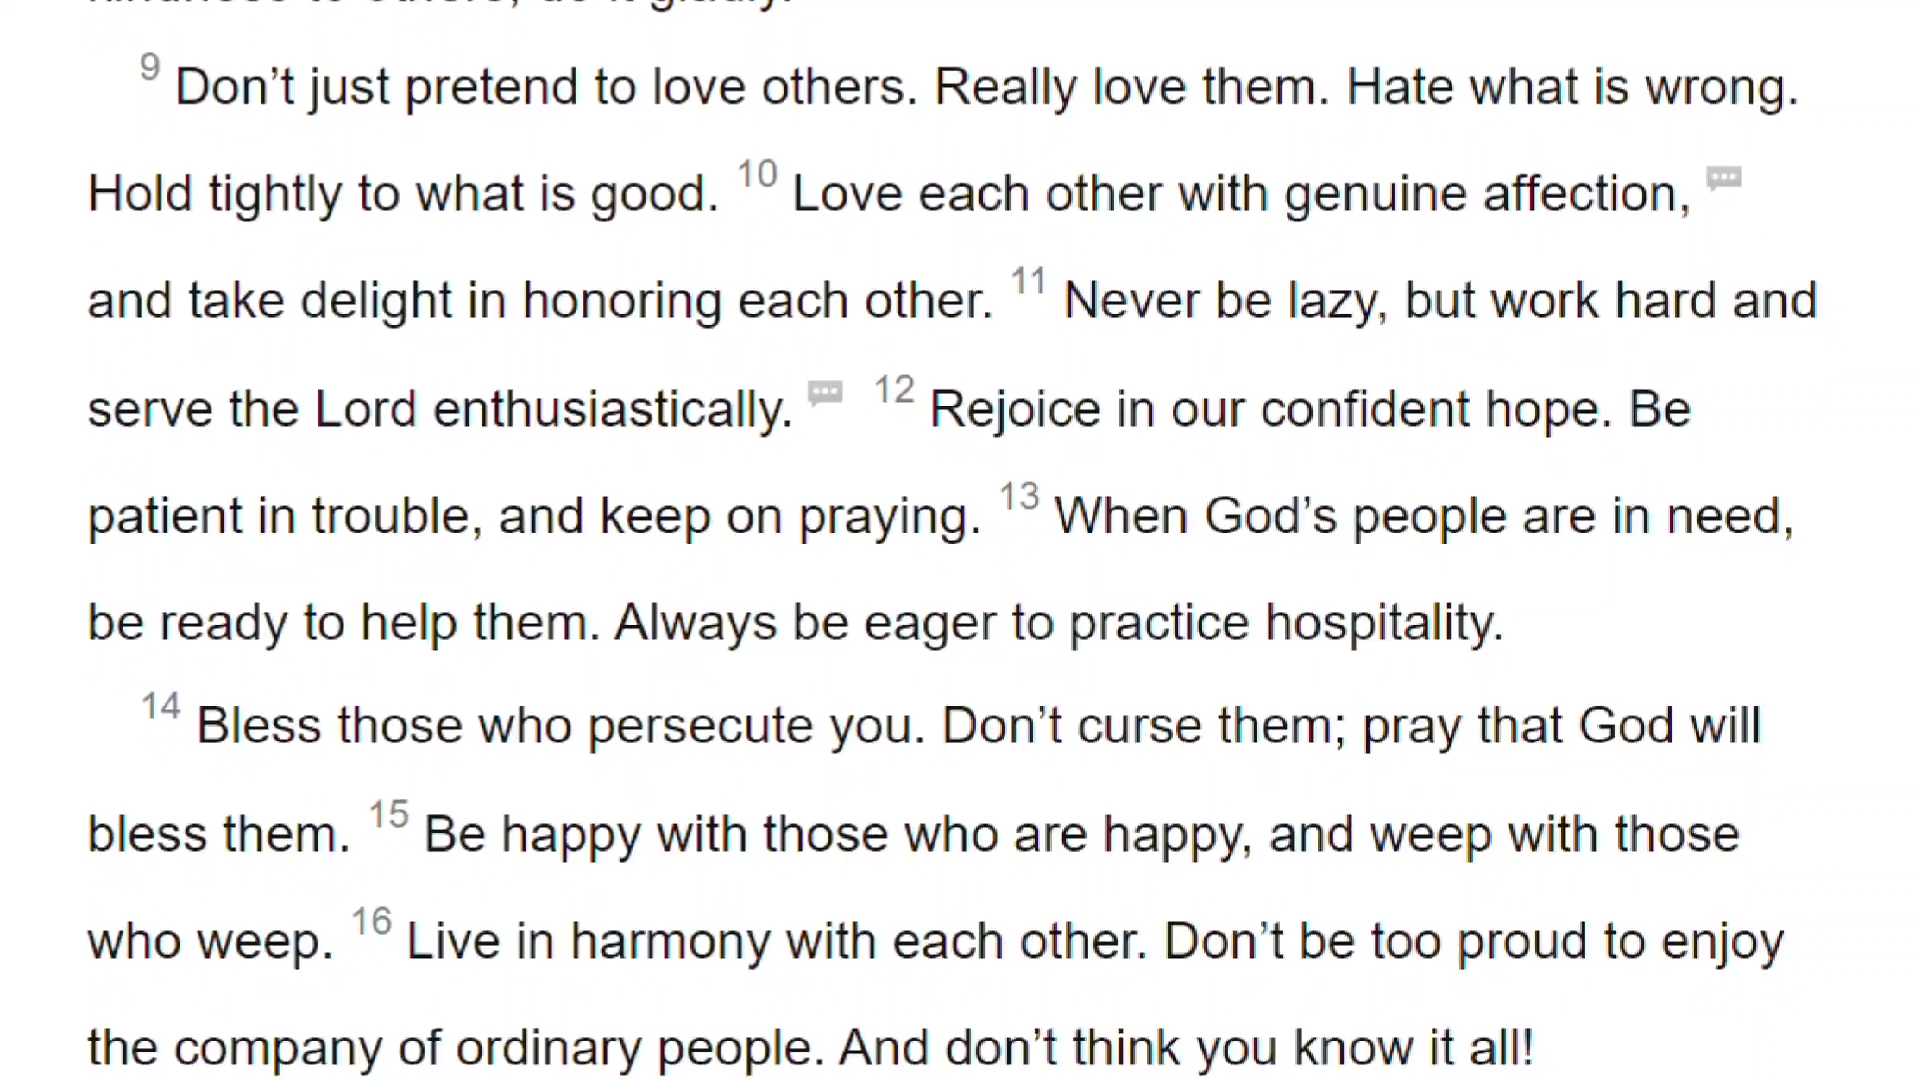 kindness to others, do it gladly.
9 Don’t just pretend to love others. Really love them. Hate what is wrong.
Hold tightly to what is good. 10 Love each other with genuine affection,
and take delight in honoring each other. 11 Never be lazy, but work hard and
serve the Lord enthusiastically. 12 Rejoice in our confident hope. Be
patient in trouble, and keep on praying. 13 When God’s people are in need,
be ready to help them. Always be eager to practice hospitality.
14 Bless those who persecute you. Don’t curse them; pray that God will
bless them. 15 Be happy with those who are happy, and weep with those
who weep. 16 Live in harmony with each other. Don’t be too proud to enjoy
the company of ordinary people. And don’t think you know it all!